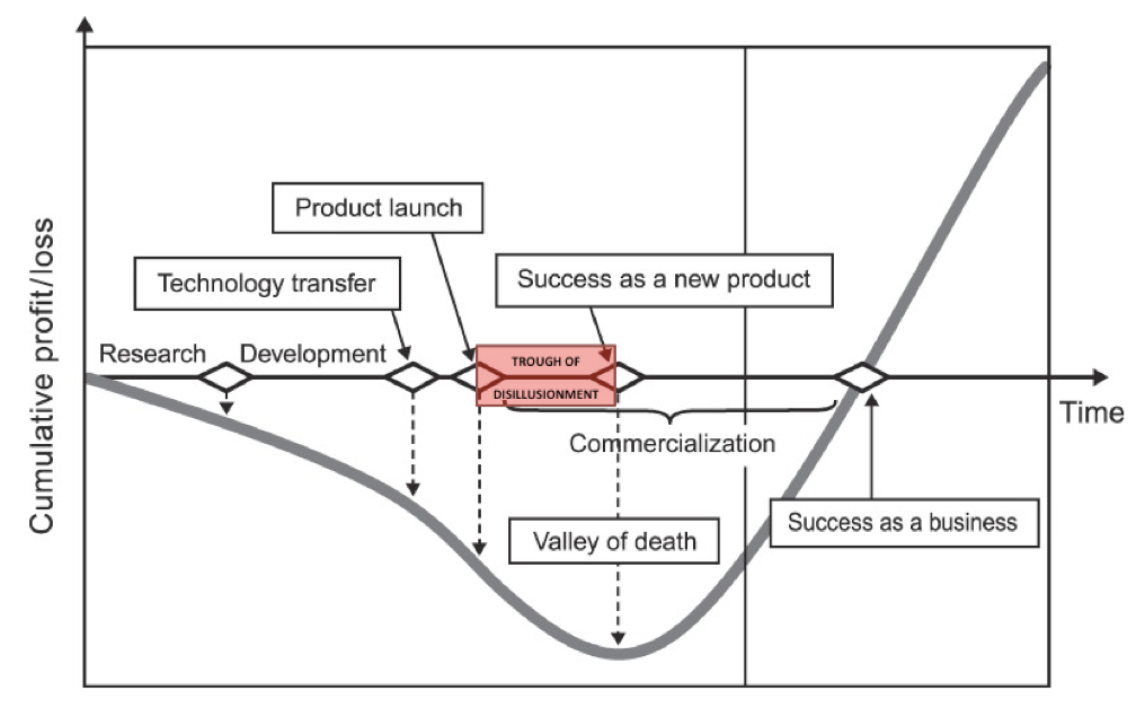 Cumulative profit/loss
Product launch
Technology transfer
Success as a new product
Research
Development
TROUGH OF
DISILLUSIONMENT
Time
Commercialization
Valley of death
Success as a business